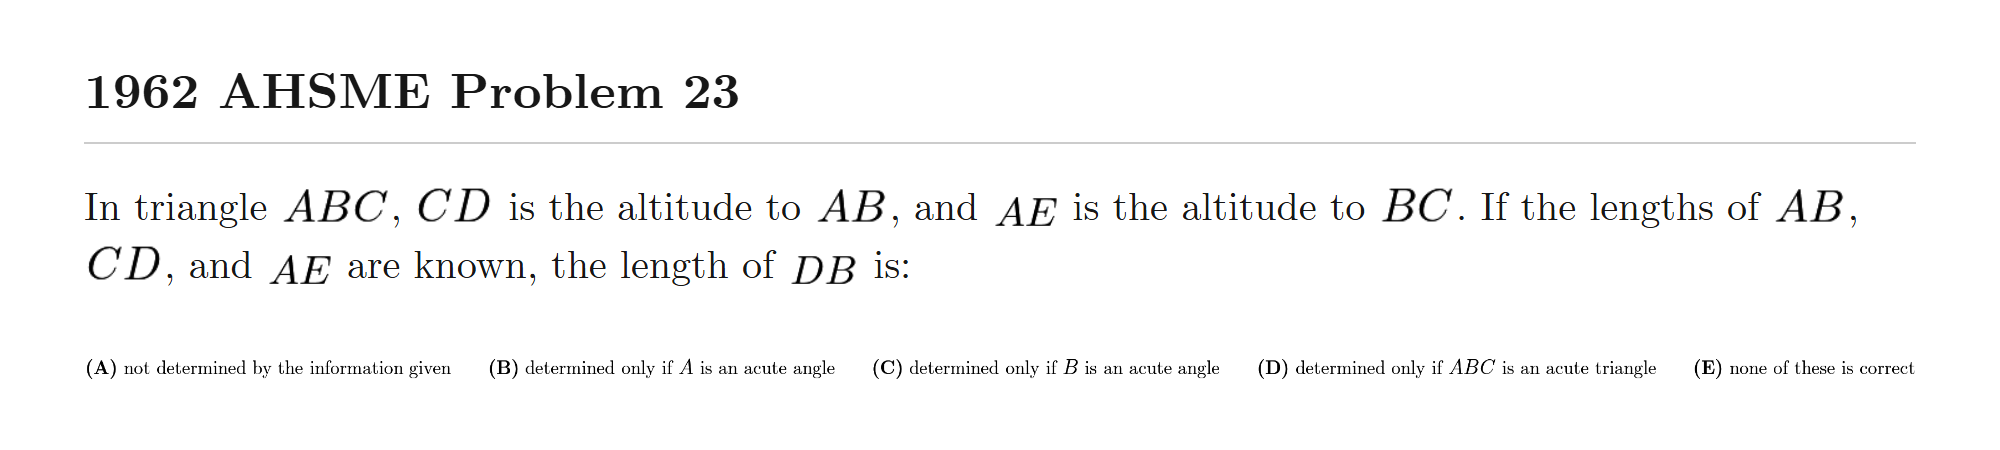 1962 AHSME Problem 23
In triangle ABC, CD is the altitude to AB, and AE is the altitude to BC. If the lengths of AB,
CD, and AE are known, the length of DB is:
(A) not determined by the information given (B) determined only if A is an acute angle (C) determined only if B is an acute angle (D) determined only if ABC is an acute triangle (E) none of these is correct